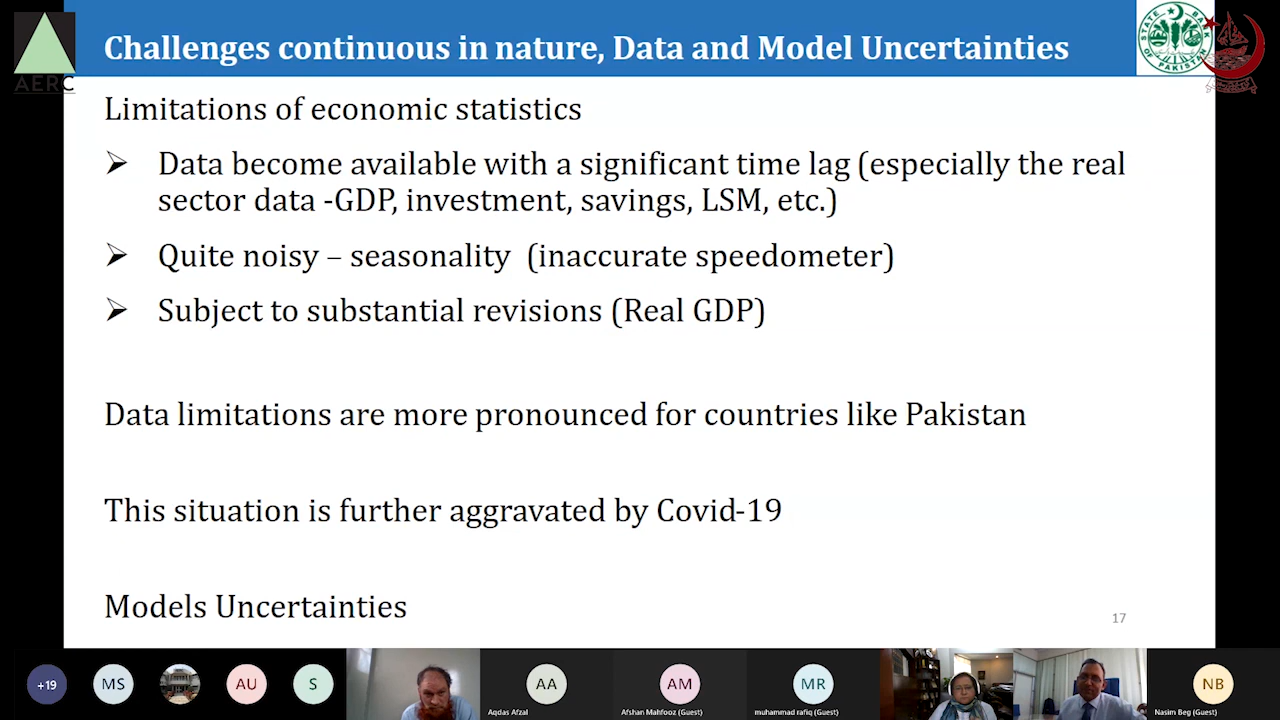 AERC
Challenges continuous in nature, Data and Model Uncertainties
STATE BANK OF PAKISTAN
Limitations of economic statistics
Data become available with a significant time lag (especially the real
sector data -GDP, investment, savings, LSM, etc.)
Quite noisy – seasonality (inaccurate speedometer)
Subject to substantial revisions (Real GDP)
Data limitations are more pronounced for countries like Pakistan
This situation is further aggravated by Covid-19
Models Uncertainties
17
+19
MS
AU
S
AA
AM
MR
NB
Aqdas Afzal
Afshan Mahfooz (Guest)
muhammad rafiq (Guest)
Nasim Beg (Guest)